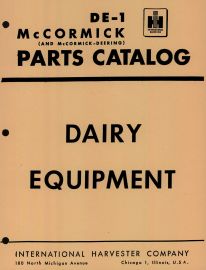 DE-1
McCORMICK
(AND McCORMICK-DEERING)
PARTS CATALOG
DAIRY
EQUIPMENT
INTERNATIONAL HARVESTER COMPANY
180 North Michigan Avenue Chicago 1, Illinois, U.S.A.